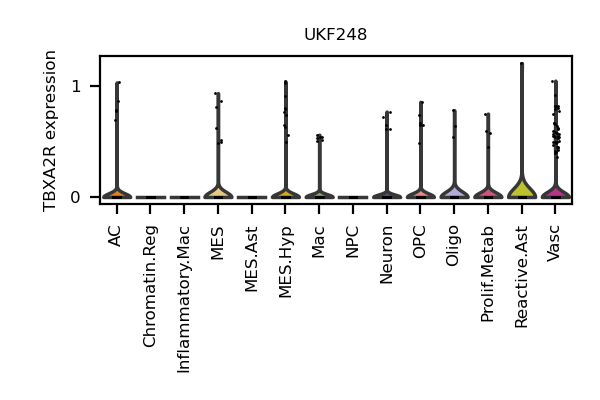 UKF248
TBXA2R expression
1
0
AC
Chromatin.Reg
Inflammatory.Mac
MES
MES.Ast
MES.Hyp
Mac
NPC
Neuron
OPC
Oligo
Prolif.Metab
Reactive.Ast
Vasc